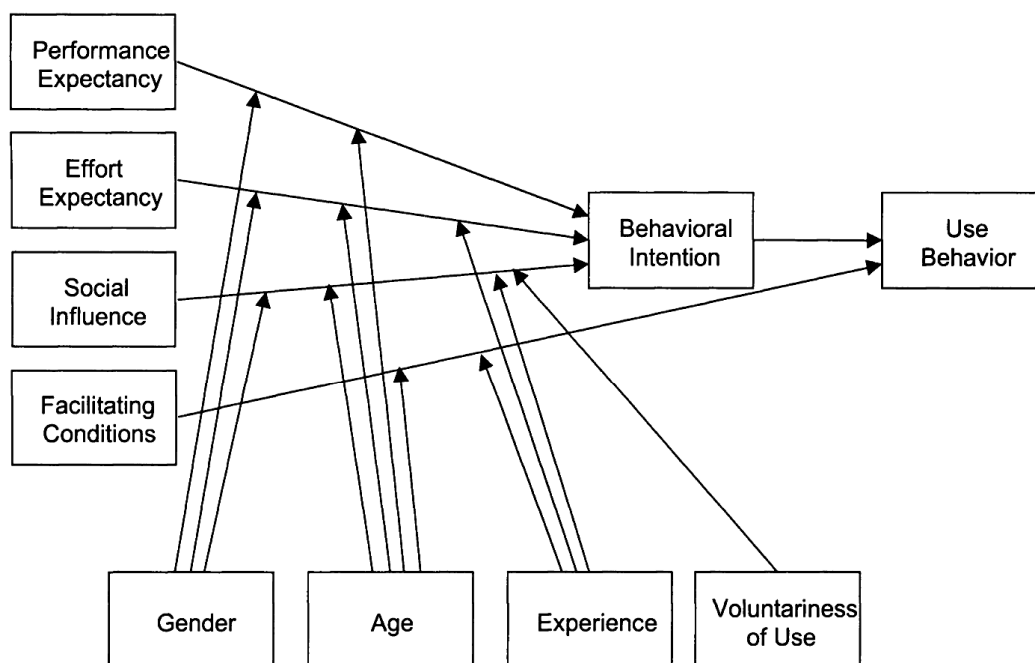 Performance
Expectancy
Effort
Expectancy
Social
Influence
Facilitating
Conditions
Behavioral
Intention
Use
Behavior
Gender
Age
Experience
Voluntariness
of Use